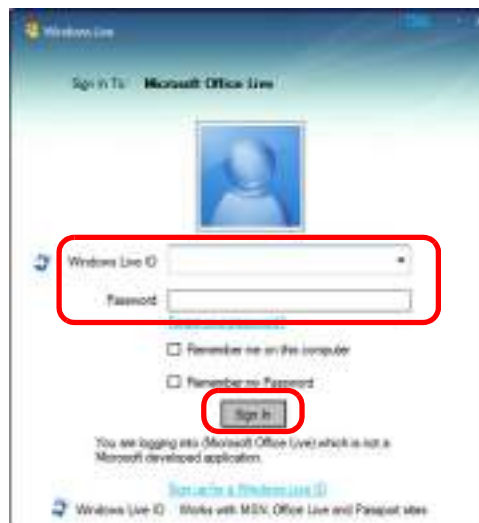 Windows Live
Sign In To: Microsoft Office Live
Windows Live ID
Password
Remember me on this computer
Remember my Password
Sign In
You are logging into (Microsoft Office Live) which is not a
Microsoft developed application.
Sign up for a Windows Live ID
Windows Live ID Works with MSN, Office Live and Passport sites